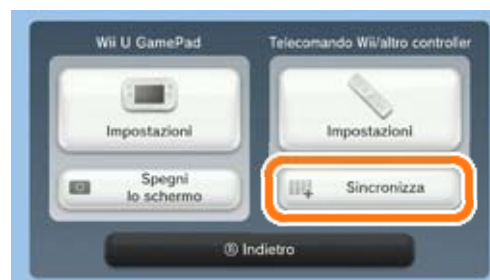 Wii U GamePad
Telecomando Wii/altro controller
Impostazioni
Impostazioni
Spegni
lo schermo
Sincronizza
Ⓑ Indietro